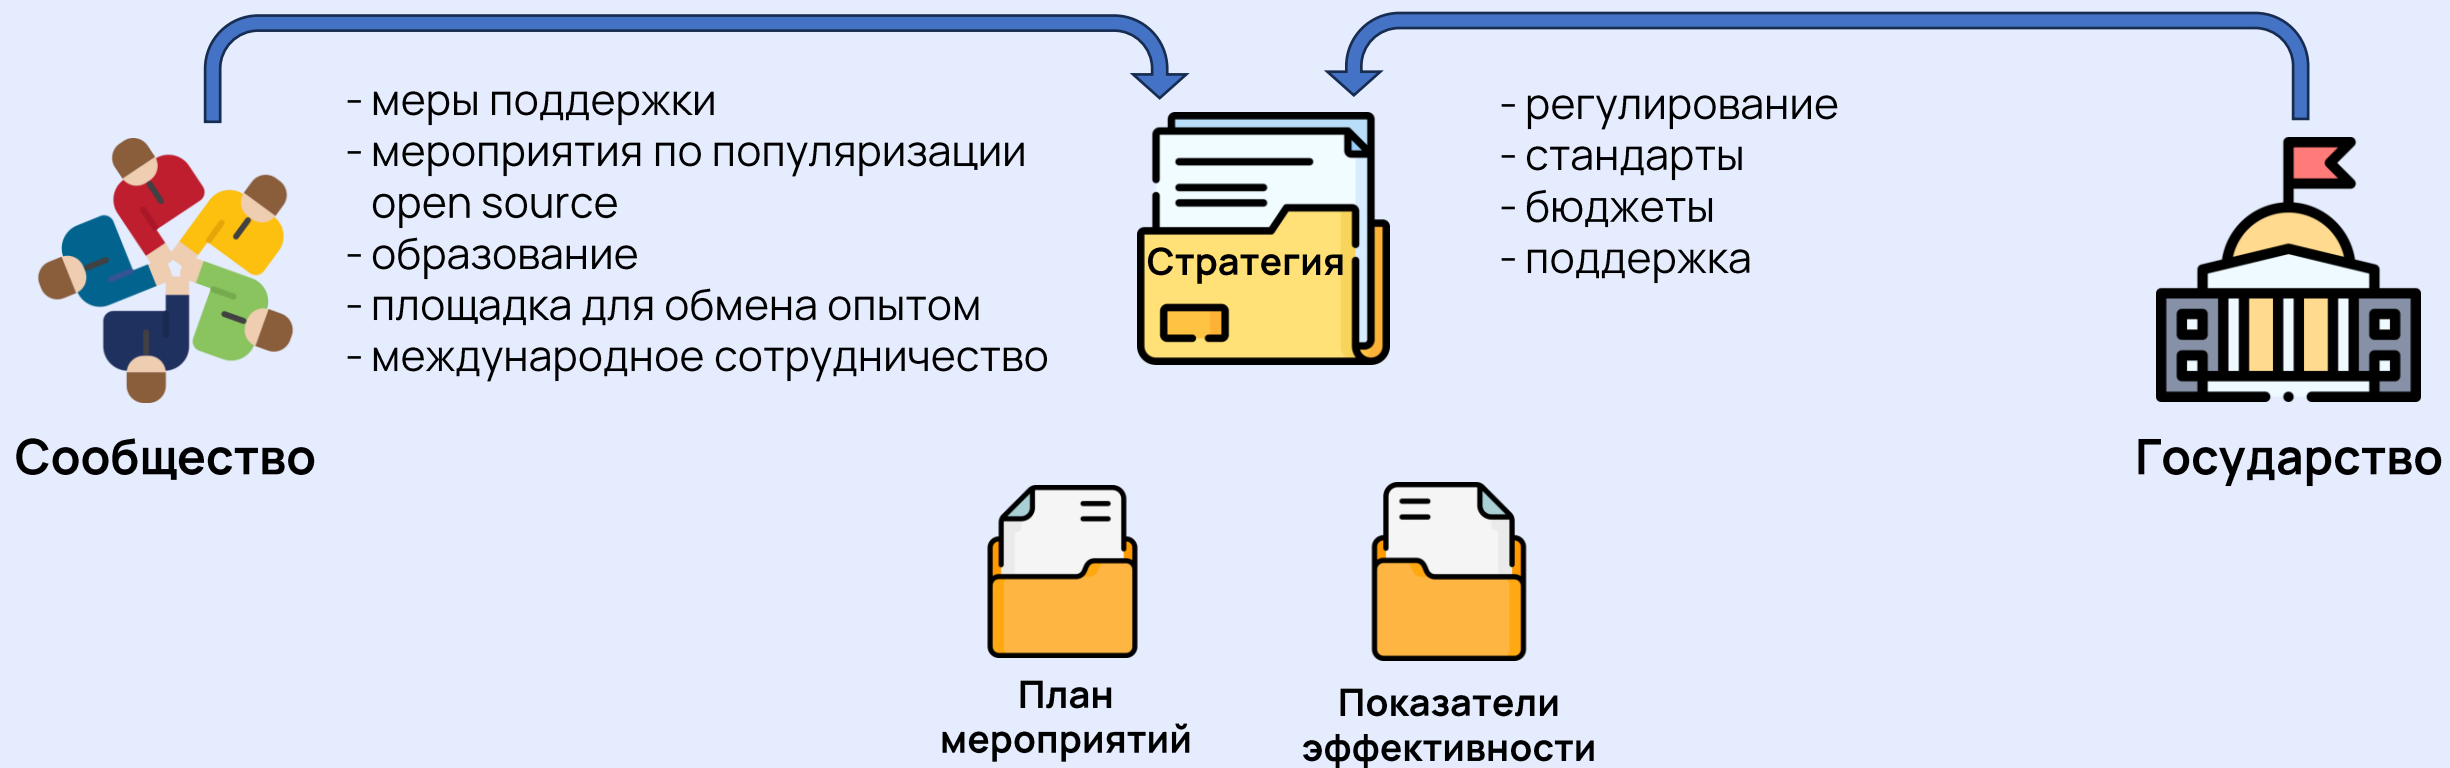 - меры поддержки
- мероприятия по популяризации
open source
- образование
- площадка для обмена опытом
- международное сотрудничество
Сообщество
Стратегия
- регулирование
- стандарты
- бюджеты
- поддержка
Государство
План
мероприятий
Показатели
эффективности